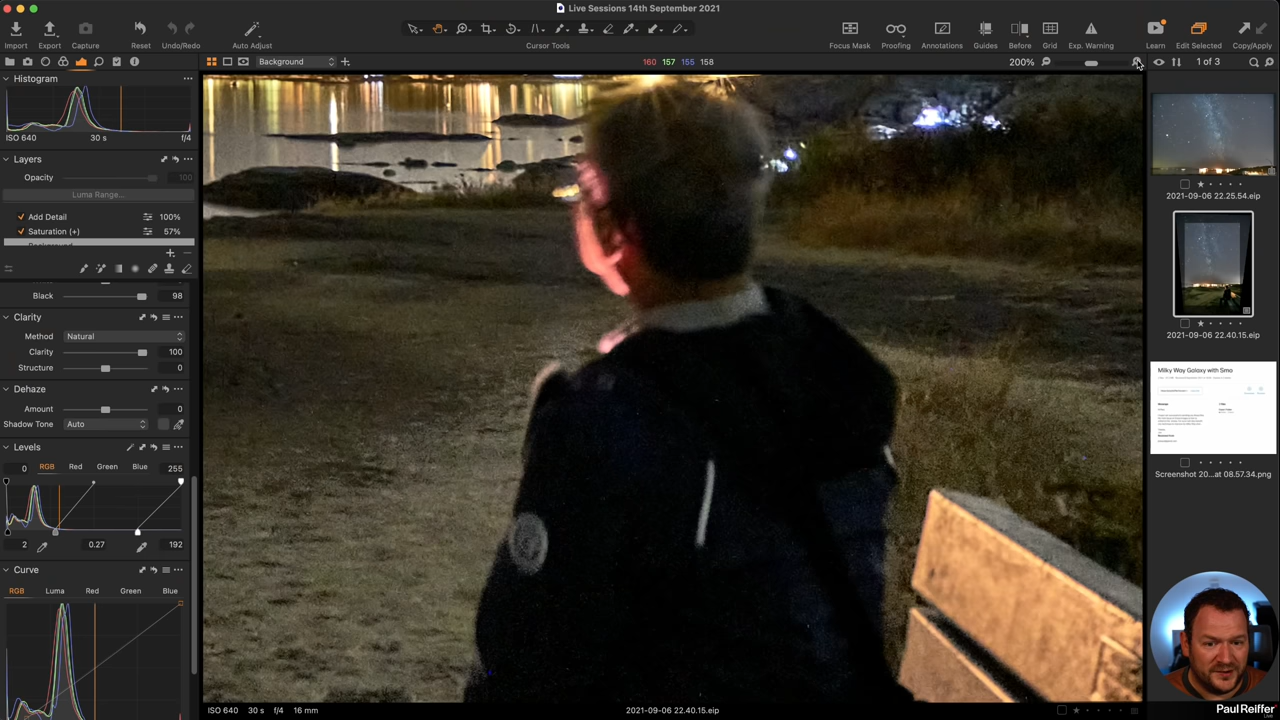 Live Sessions 14th September 2021
Import Export Capture Reset Undo/Redo Auto Adjust Cursor Tools Focus Mask Proofing Annotations Guides Before Grid Exp. Warning Learn Edit Selected Copy/Apply
Background 160 157 155 158 200% 1 of 3
Histogram
ISO 640 30 s f/4
Layers
Opacity 100
Luma Range...
Add Detail 100%
Saturation (+) 57%
Black 98
Clarity
Method Natural
Clarity 100
Structure 0
Dehaze
Amount 0
Shadow Tone Auto
Levels
0 RGB Red Green Blue 255
2 0.27 192
Curve
RGB Luma Red Green Blue
ISO 640 30 s f/4 16 mm 2021-09-06 22.40.15.eip
2021-09-06 22.25.54.eip
2021-09-06 22.40.15.eip
Milky Way Galaxy with Smo
Screenshot 20...at 08.57.34.png
PaulReiffer
Live